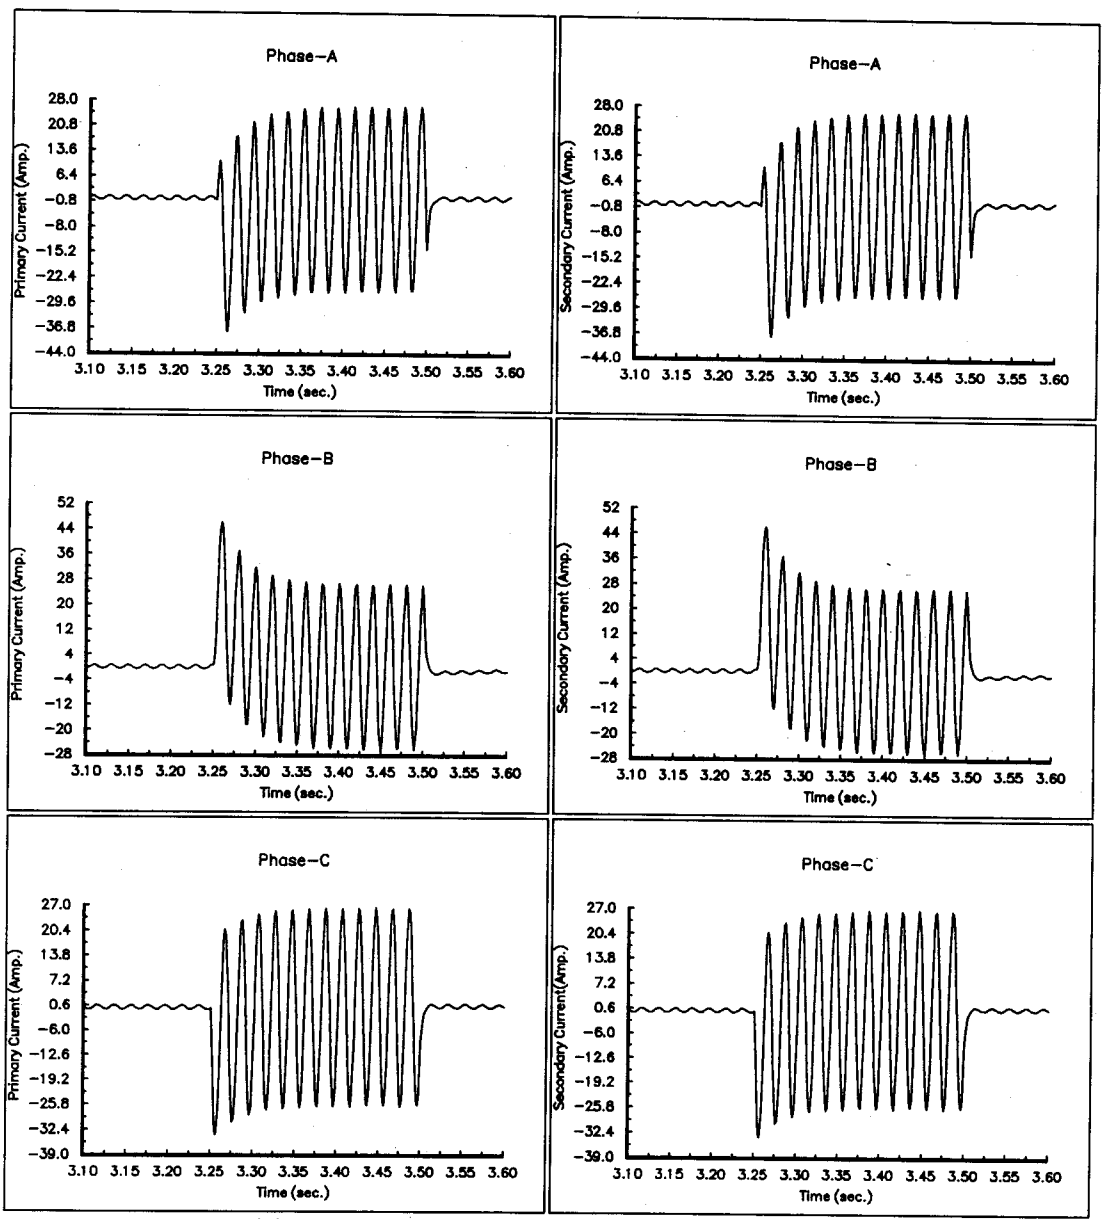 Phase–A
Primary Current (Amp.)
28.0
20.8
13.6
6.4
−0.8
−8.0
−15.2
−22.4
−29.6
−36.8
−44.0
3.10 3.15 3.20 3.25 3.30 3.35 3.40 3.45 3.50 3.55 3.60
Time (sec.)
Phase–A
Secondary Current (Amp.)
28.0
20.8
13.6
6.4
−0.8
−8.0
−15.2
−22.4
−29.6
−36.8
−44.0
3.10 3.15 3.20 3.25 3.30 3.35 3.40 3.45 3.50 3.55 3.60
Time (sec.)
Phase–B
Primary Current (Amp.)
52
44
36
28
20
12
4
−4
−12
−20
−28
3.10 3.15 3.20 3.25 3.30 3.35 3.40 3.45 3.50 3.55 3.60
Time (sec.)
Phase–B
Secondary Current (Amp.)
52
44
36
28
20
12
4
−4
−12
−20
−28
3.10 3.15 3.20 3.25 3.30 3.35 3.40 3.45 3.50 3.55 3.60
Time (sec.)
Phase–C
Primary Current (Amp.)
27.0
20.4
13.8
7.2
0.6
−6.0
−12.6
−19.2
−25.8
−32.4
−39.0
3.10 3.15 3.20 3.25 3.30 3.35 3.40 3.45 3.50 3.55 3.60
Time (sec.)
Phase–C
Secondary Current(Amp.)
27.0
20.4
13.8
7.2
0.6
−6.0
−12.6
−19.2
−25.8
−32.4
−39.0
3.10 3.15 3.20 3.25 3.30 3.35 3.40 3.45 3.50 3.55 3.60
Time (sec.)